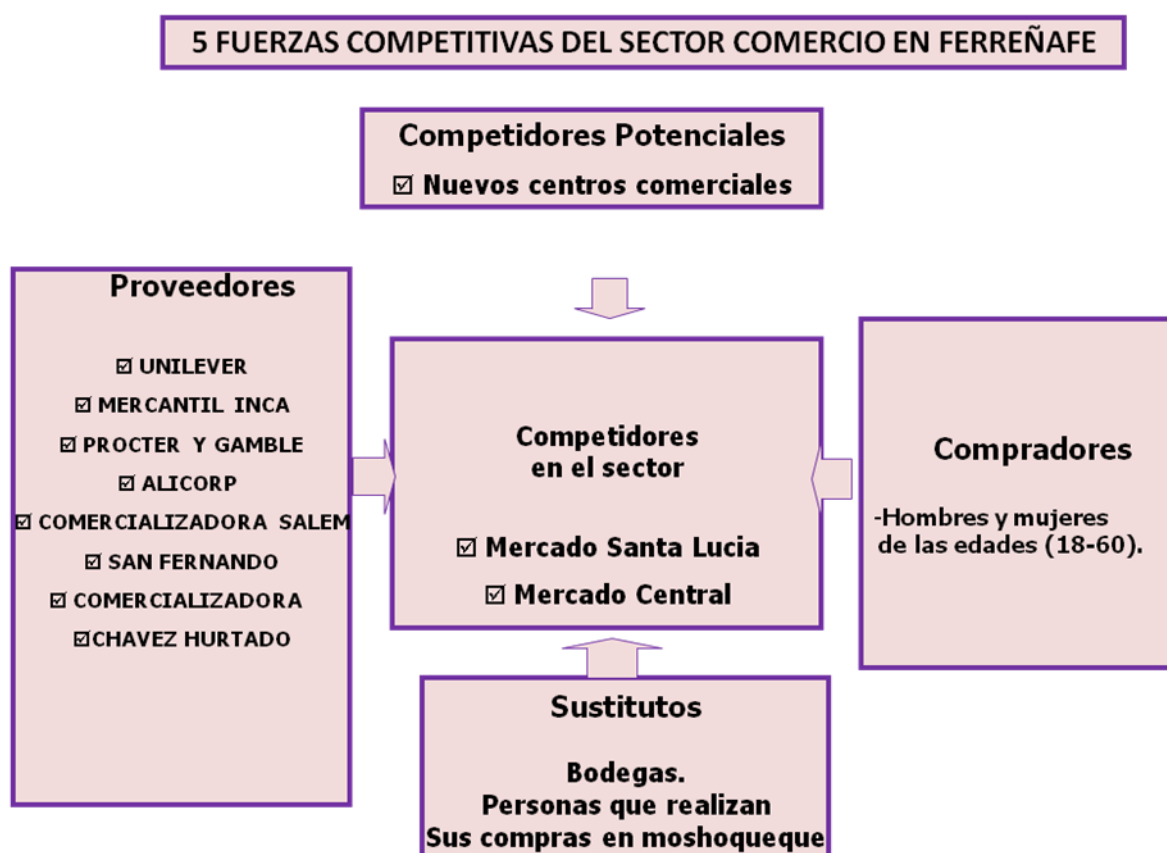 5 FUERZAS COMPETITIVAS DEL SECTOR COMERCIO EN FERREÑAFE
Competidores Potenciales
☑ Nuevos centros comerciales
Proveedores
☑ UNILEVER
☑ MERCANTIL INCA
☑ PROCTER Y GAMBLE
☑ ALICORP
☑ COMERCIALIZADORA SALEM
☑ SAN FERNANDO
☑ COMERCIALIZADORA
☑CHAVEZ HURTADO
Competidores
en el sector
☑ Mercado Santa Lucia
☑ Mercado Central
Compradores
-Hombres y mujeres
de las edades (18-60).
Sustitutos
Bodegas.
Personas que realizan
Sus compras en moshoqueque